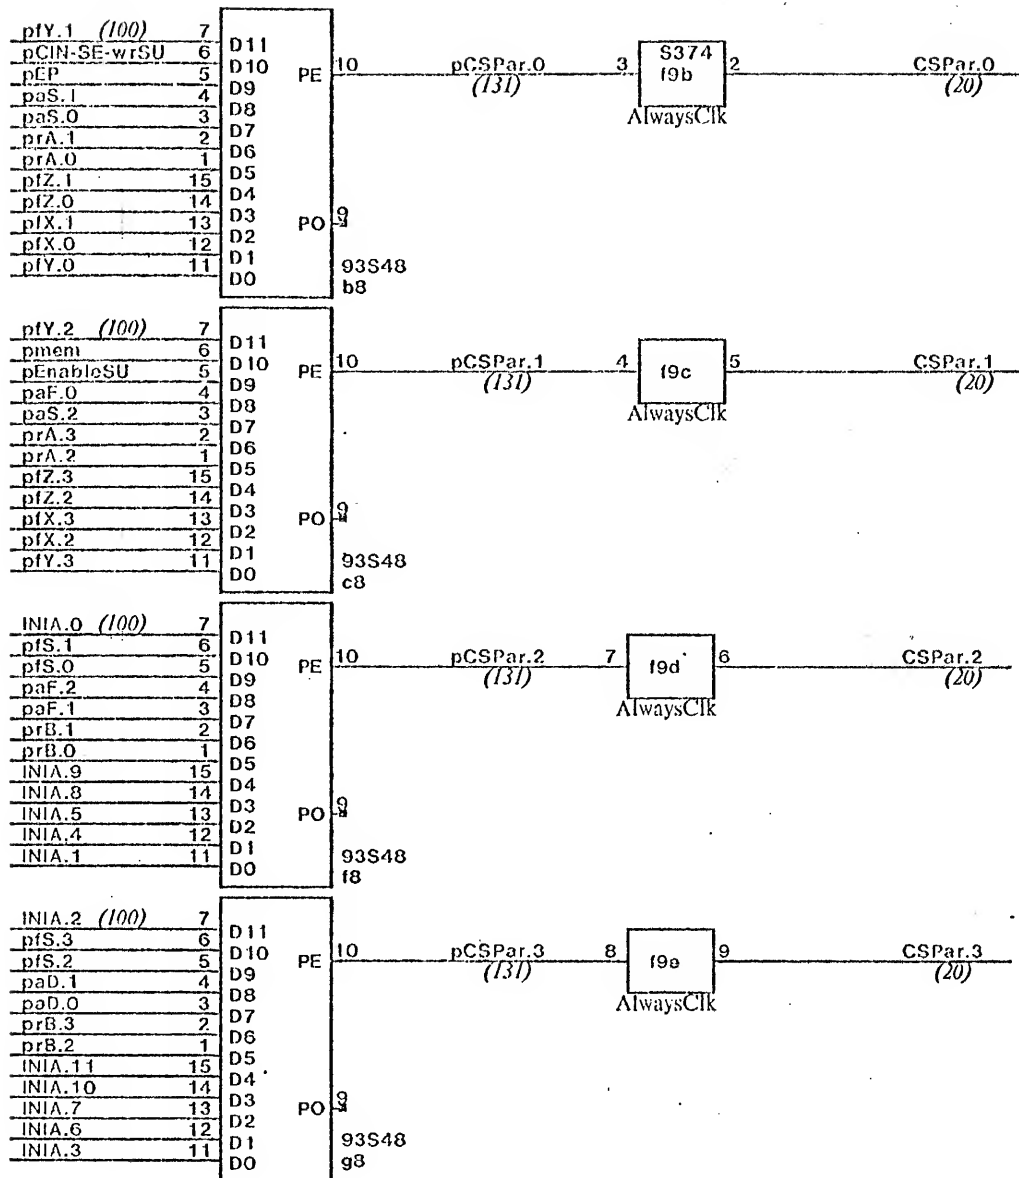 pfY.1 (100) 7 D11
pCIN-SE-wrSU 6 D10
pEP 5 D9
paS.1 4 D8
paS.0 3 D7
prA.1 2 D6
prA.0 1 D5
pfZ.1 15 D4
pfZ.0 14 D3
pfX.1 13 D2
pfX.0 12 D1
pfY.0 11 D0
PE 10 pCSPar.0 (131) 3 S374 f9b 2 CSPar.0 (20)
AlwaysClk
PO 9
93S48
b8
pfY.2 (100) 7 D11
pmem 6 D10
pEnableSU 5 D9
paF.0 4 D8
paS.2 3 D7
prA.3 2 D6
prA.2 1 D5
pfZ.3 15 D4
pfZ.2 14 D3
pfX.3 13 D2
pfX.2 12 D1
pfY.3 11 D0
PE 10 pCSPar.1 (131) 4 f9c 5 CSPar.1 (20)
AlwaysClk
PO 9
93S48
c8
INIA.0 (100) 7 D11
pfS.1 6 D10
pfS.0 5 D9
paF.2 4 D8
paF.1 3 D7
prB.1 2 D6
prB.0 1 D5
INIA.9 15 D4
INIA.8 14 D3
INIA.5 13 D2
INIA.4 12 D1
INIA.1 11 D0
PE 10 pCSPar.2 (131) 7 f9d 6 CSPar.2 (20)
AlwaysClk
PO 9
93S48
f8
INIA.2 (100) 7 D11
pfS.3 6 D10
pfS.2 5 D9
paD.1 4 D8
paD.0 3 D7
prB.3 2 D6
prB.2 1 D5
INIA.11 15 D4
INIA.10 14 D3
INIA.7 13 D2
INIA.6 12 D1
INIA.3 11 D0
PE 10 pCSPar.3 (131) 8 f9e 9 CSPar.3 (20)
AlwaysClk
PO 9
93S48
g8